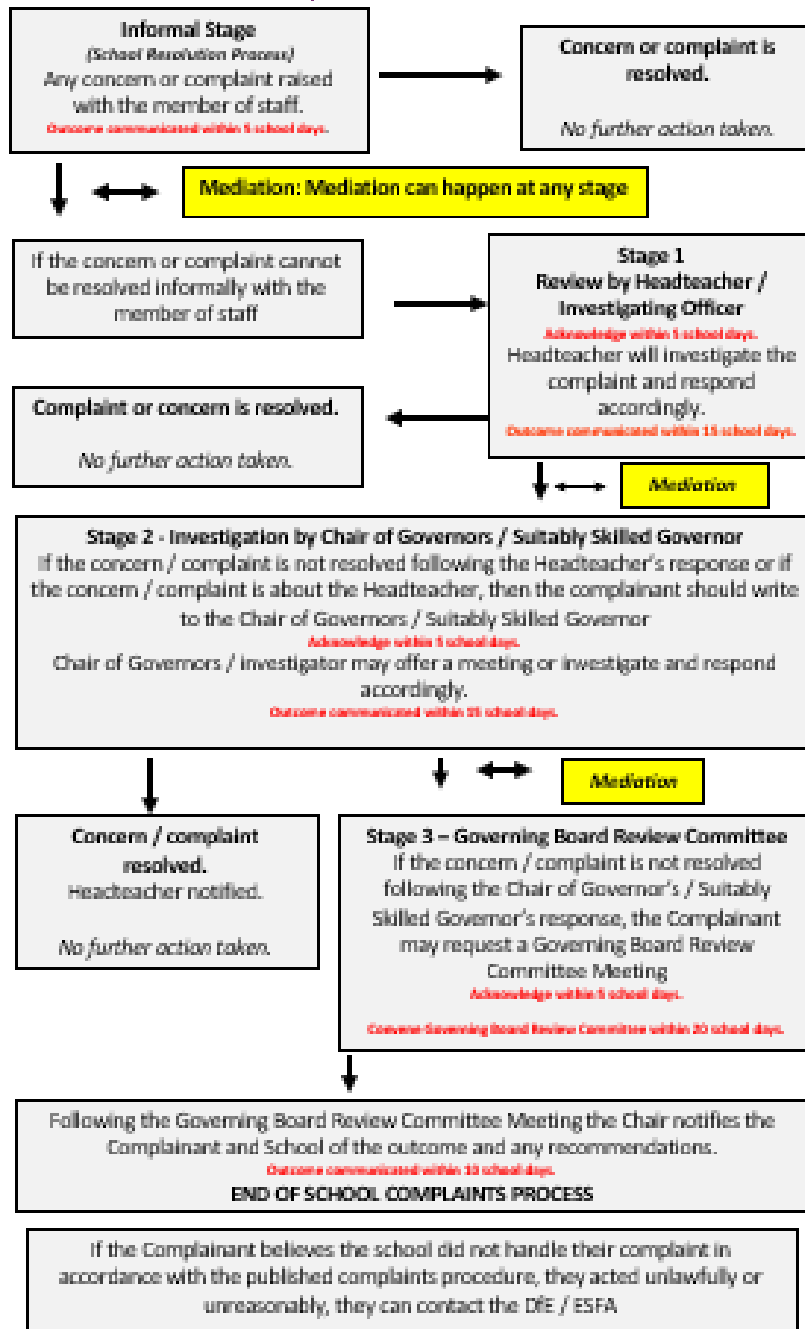 Informal Stage
(School Resolution Process)
Any concern or complaint raised
with the member of staff.
Outcome communicated within 5 school days.
Concern or complaint is
resolved.
No further action taken.
Mediation: Mediation can happen at any stage
If the concern or complaint cannot
be resolved informally with the
member of staff
Stage 1
Review by Headteacher /
Investigating Officer
Acknowledge within 5 school days.
Headteacher will investigate the
complaint and respond
accordingly.
Outcome communicated within 15 school days.
Complaint or concern is resolved.
No further action taken.
Mediation
Stage 2 - Investigation by Chair of Governors / Suitably Skilled Governor
If the concern / complaint is not resolved following the Headteacher's response or if
the concern / complaint is about the Headteacher, then the complainant should write
to the Chair of Governors / Suitably Skilled Governor
Acknowledge within 5 school days.
Chair of Governors / investigator may offer a meeting or investigate and respond
accordingly.
Outcome communicated within 15 school days.
Mediation
Concern / complaint
resolved.
Headteacher notified.
No further action taken.
Stage 3 – Governing Board Review Committee
If the concern / complaint is not resolved
following the Chair of Governor's / Suitably
Skilled Governor's response, the Complainant
may request a Governing Board Review
Committee Meeting
Acknowledge within 5 school days.
Convene Governing Board Review Committee within 20 school days.
Following the Governing Board Review Committee Meeting the Chair notifies the
Complainant and School of the outcome and any recommendations.
Outcome communicated within 10 school days.
END OF SCHOOL COMPLAINTS PROCESS
If the Complainant believes the school did not handle their complaint in
accordance with the published complaints procedure, they acted unlawfully or
unreasonably, they can contact the DfE / ESFA